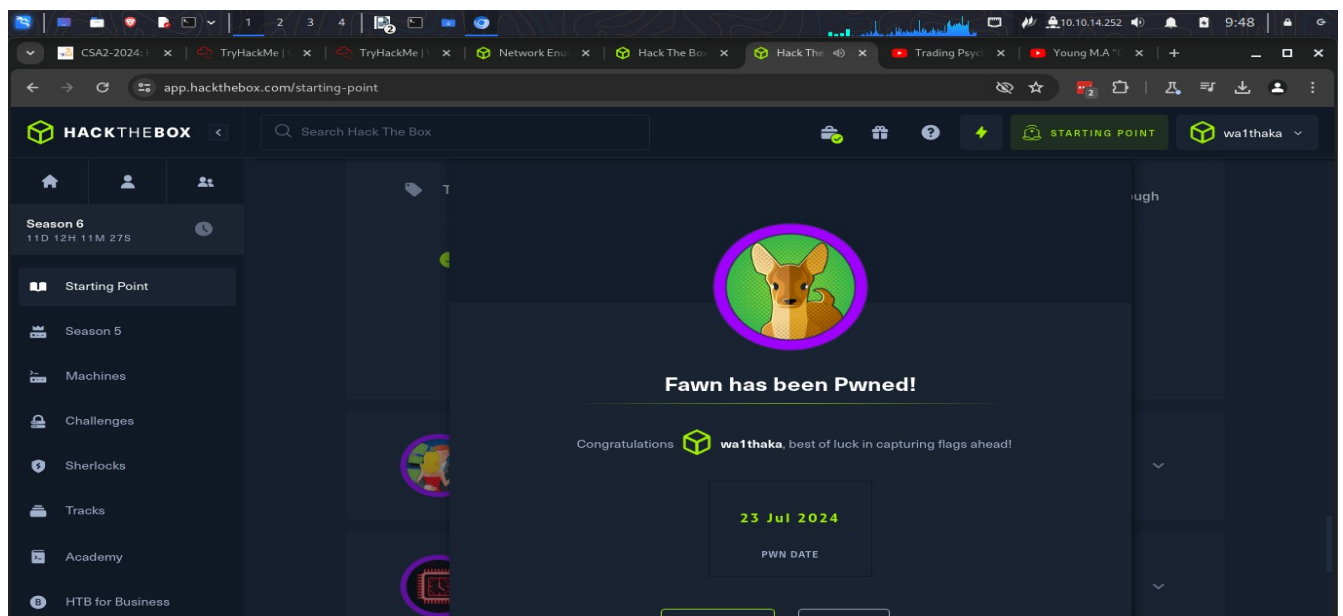 1 2 3 4
10.10.14.252
9:48
CSA2-2024:
TryHackMe |
TryHackMe |
Network Enu
Hack The Bo
Hack The
Trading Psyc
Young M.A "
app.hackthebox.com/starting-point
HACKTHEBOX
Search Hack The Box
STARTING POINT
wa1thaka
Season 6
11D 12H 11M 27S
Starting Point
Season 5
Machines
Challenges
Sherlocks
Tracks
Academy
HTB for Business
T
ugh
Fawn has been Pwned!
Congratulations wa1thaka, best of luck in capturing flags ahead!
23 Jul 2024
PWN DATE